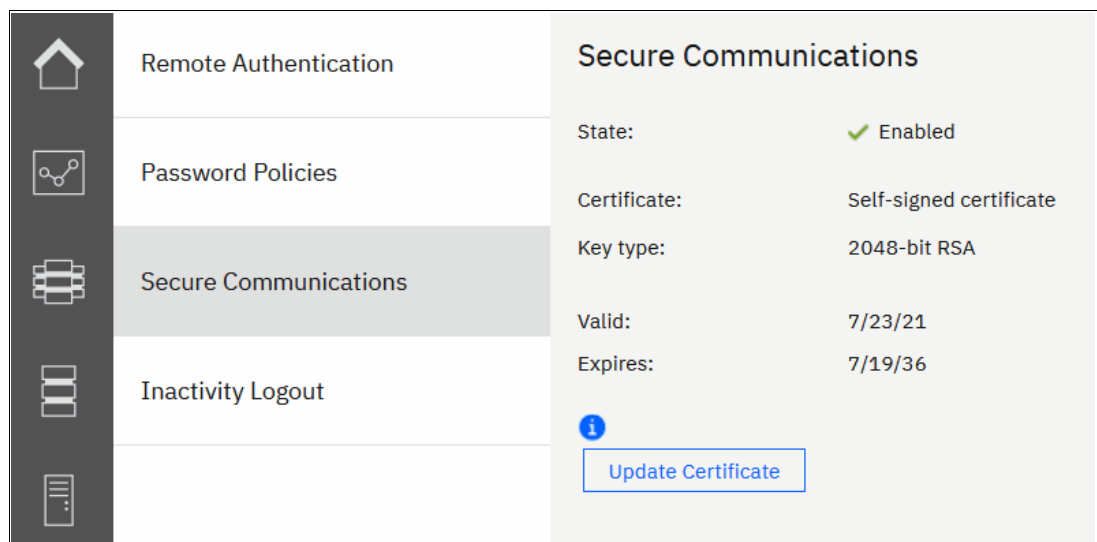 Remote Authentication
Password Policies
Secure Communications
Inactivity Logout
Secure Communications
State: Enabled
Certificate: Self-signed certificate
Key type: 2048-bit RSA
Valid: 7/23/21
Expires: 7/19/36
i
Update Certificate